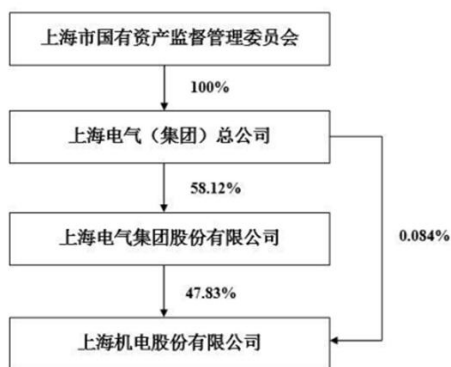 上海市国有资产监督管理委员会
100%
上海电气（集团）总公司
58.12%
0.084%
上海电气集团股份有限公司
47.83%
上海机电股份有限公司